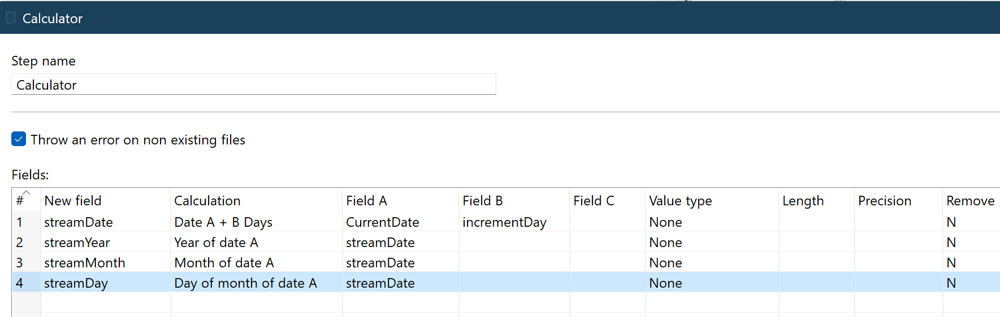 Calculator
Step name
Calculator
Throw an error on non existing files
Fields:
# New field Calculation Field A Field B Field C Value type Length Precision Remove
1 streamDate Date A + B Days CurrentDate incrementDay None N
2 streamYear Year of date A streamDate None N
3 streamMonth Month of date A streamDate None N
4 streamDay Day of month of date A streamDate None N